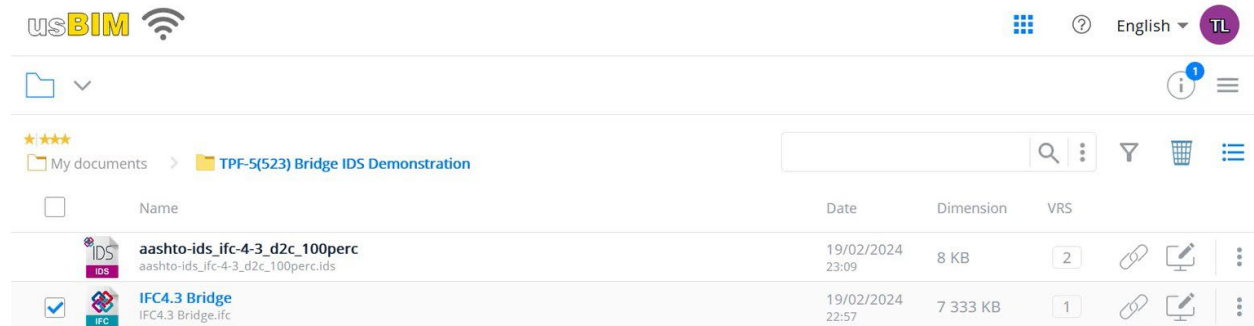 usBIM
English TL
1
My documents TPF-5(523) Bridge IDS Demonstration
Name Date Dimension VRS
IDS
IDS
aashto-ids_ifc-4-3_d2c_100perc
aashto-ids_ifc-4-3_d2c_100perc.ids
19/02/2024
23:09
8 KB 2
IFC
IFC4.3 Bridge
IFC4.3 Bridge.ifc
19/02/2024
22:57
7 333 KB 1